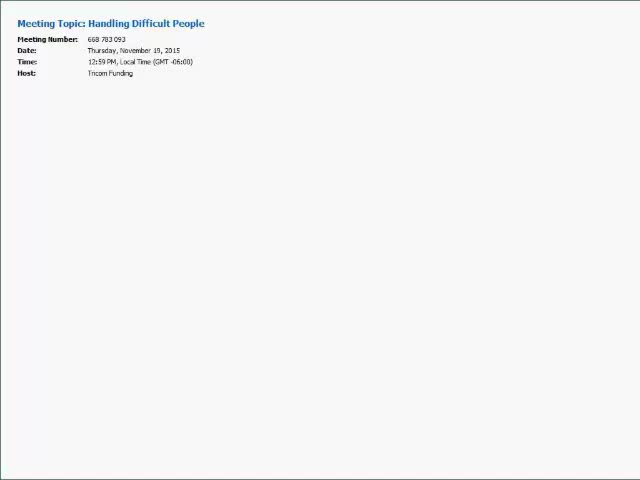 Meeting Topic: Handling Difficult People
Meeting Number: 668 783 093
Date: Thursday, November 19, 2015
Time: 12:59 PM, Local Time (GMT -06:00)
Host: Tricom Funding